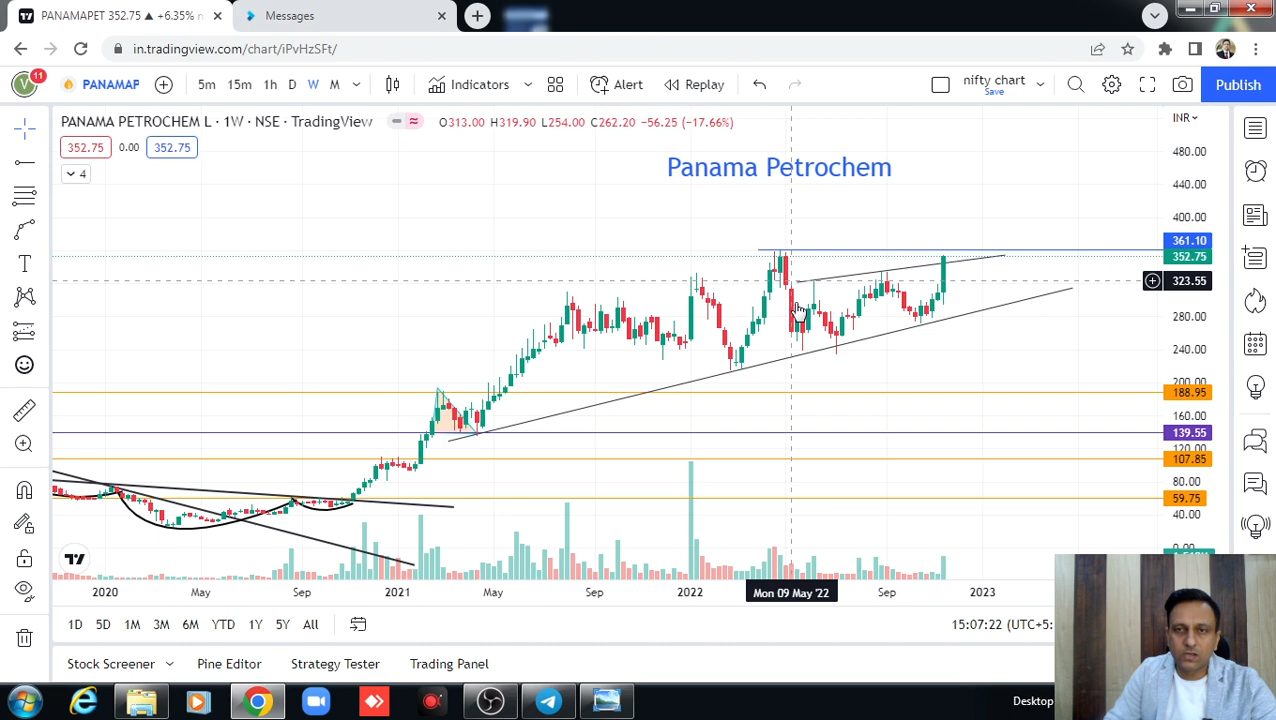 PANAMAPET 352.75 ▲ +6.35%
Messages
in.tradingview.com/chart/iPvHzSFt/
V 11 PANAMAP 5m 15m 1h D W M Indicators Alert Replay nifty chart Save Publish
PANAMA PETROCHEM L · 1W · NSE · TradingView O313.00 H319.90 L254.00 C262.20 −56.25 (−17.66%)
INR
352.75 0.00 352.75
4
Panama Petrochem
480.00
440.00
400.00
361.10
352.75
323.55
280.00
240.00
200.00
188.95
160.00
139.55
120.00
107.85
80.00
59.75
40.00
0.00
2020 May Sep 2021 May Sep 2022 Mon 09 May '22 Sep 2023
1D 5D 1M 3M 6M YTD 1Y 5Y All 15:07:22 (UTC+5:
Stock Screener Pine Editor Strategy Tester Trading Panel
Desktop